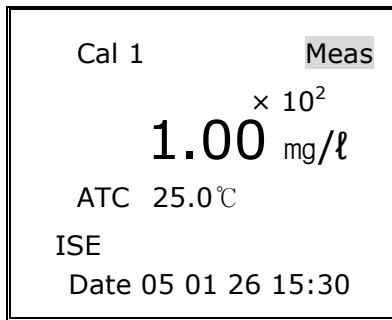 Cal 1 Meas
× 10²
1.00 mg/ℓ
ATC 25.0℃
ISE
Date 05 01 26 15:30